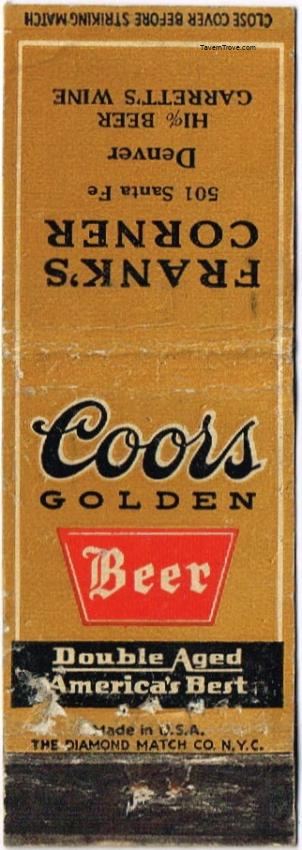 CLOSE COVER BEFORE STRIKING MATCH
TavernTrove.com
FRANK'S
CORNER
501 Santa Fe
Denver
HI% BEER
GARRETT'S WINE
Coors
GOLDEN
Beer
Double Aged
America's Best
Made in U.S.A.
THE DIAMOND MATCH CO. N.Y.C.